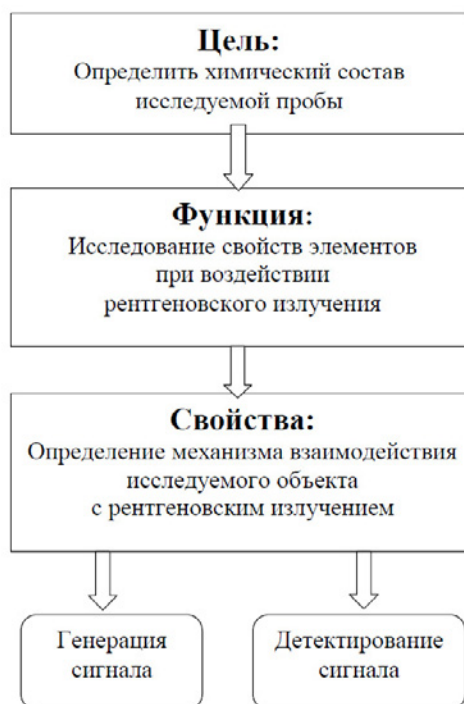 Цель:
Определить химический состав
исследуемой пробы
Функция:
Исследование свойств элементов
при воздействии
рентгеновского излучения
Свойства:
Определение механизма взаимодействия
исследуемого объекта
с рентгеновским излучением
Генерация
сигнала
Детектирование
сигнала